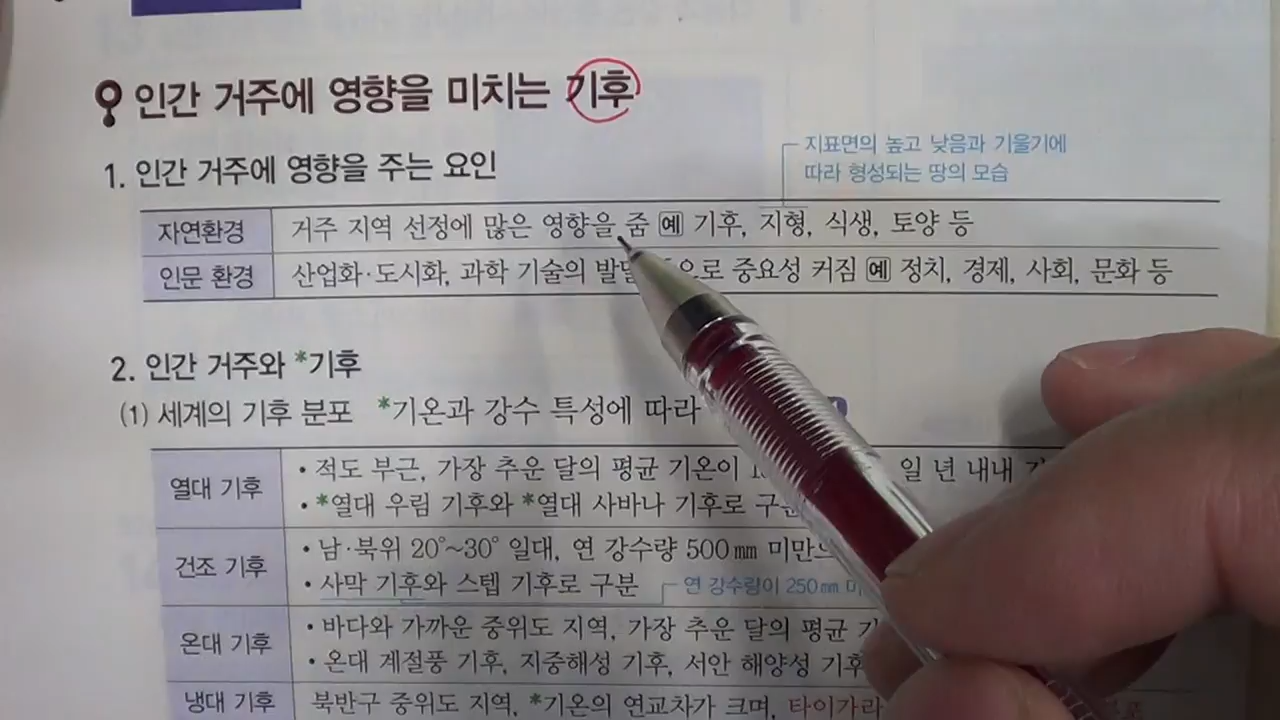 인간 거주에 영향을 미치는 기후
1. 인간 거주에 영향을 주는 요인
지표면의 높고 낮음과 기울기에
따라 형성되는 땅의 모습
자연환경 거주 지역 선정에 많은 영향을 줌 예 기후, 지형, 식생, 토양 등
인문 환경 산업화·도시화, 과학 기술의 으로 중요성 커짐 예 정치, 경제, 사회, 문화 등
2. 인간 거주와 *기후
(1) 세계의 기후 분포 *기온과 강수 특성에 따라
열대 기후
• 적도 부근, 가장 추운 달의 평균 기온이 일 년 내내
• *열대 우림 기후와 *열대 사바나 기후로
건조 기후
• 남·북위 20°~30° 일대, 연 강수량 500mm
• 사막 기후와 스텝 기후로 구분
연 강수량이 250mm
온대 기후
• 바다와 가까운 중위도 지역, 가장 추운 달의 평균
• 온대 계절풍 기후, 지중해성 기후, 서안 해양성 기후
냉대 기후 북반구 중위도 지역, *기온의 연교차가 크며,